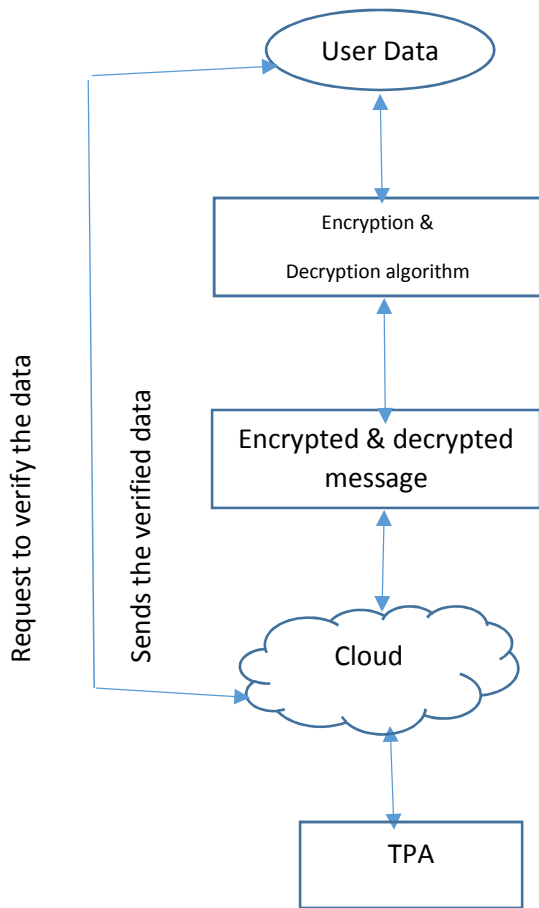 User Data
Encryption &
Decryption algorithm
Request to verify the data
Sends the verified data
Encrypted & decrypted
message
Cloud
TPA